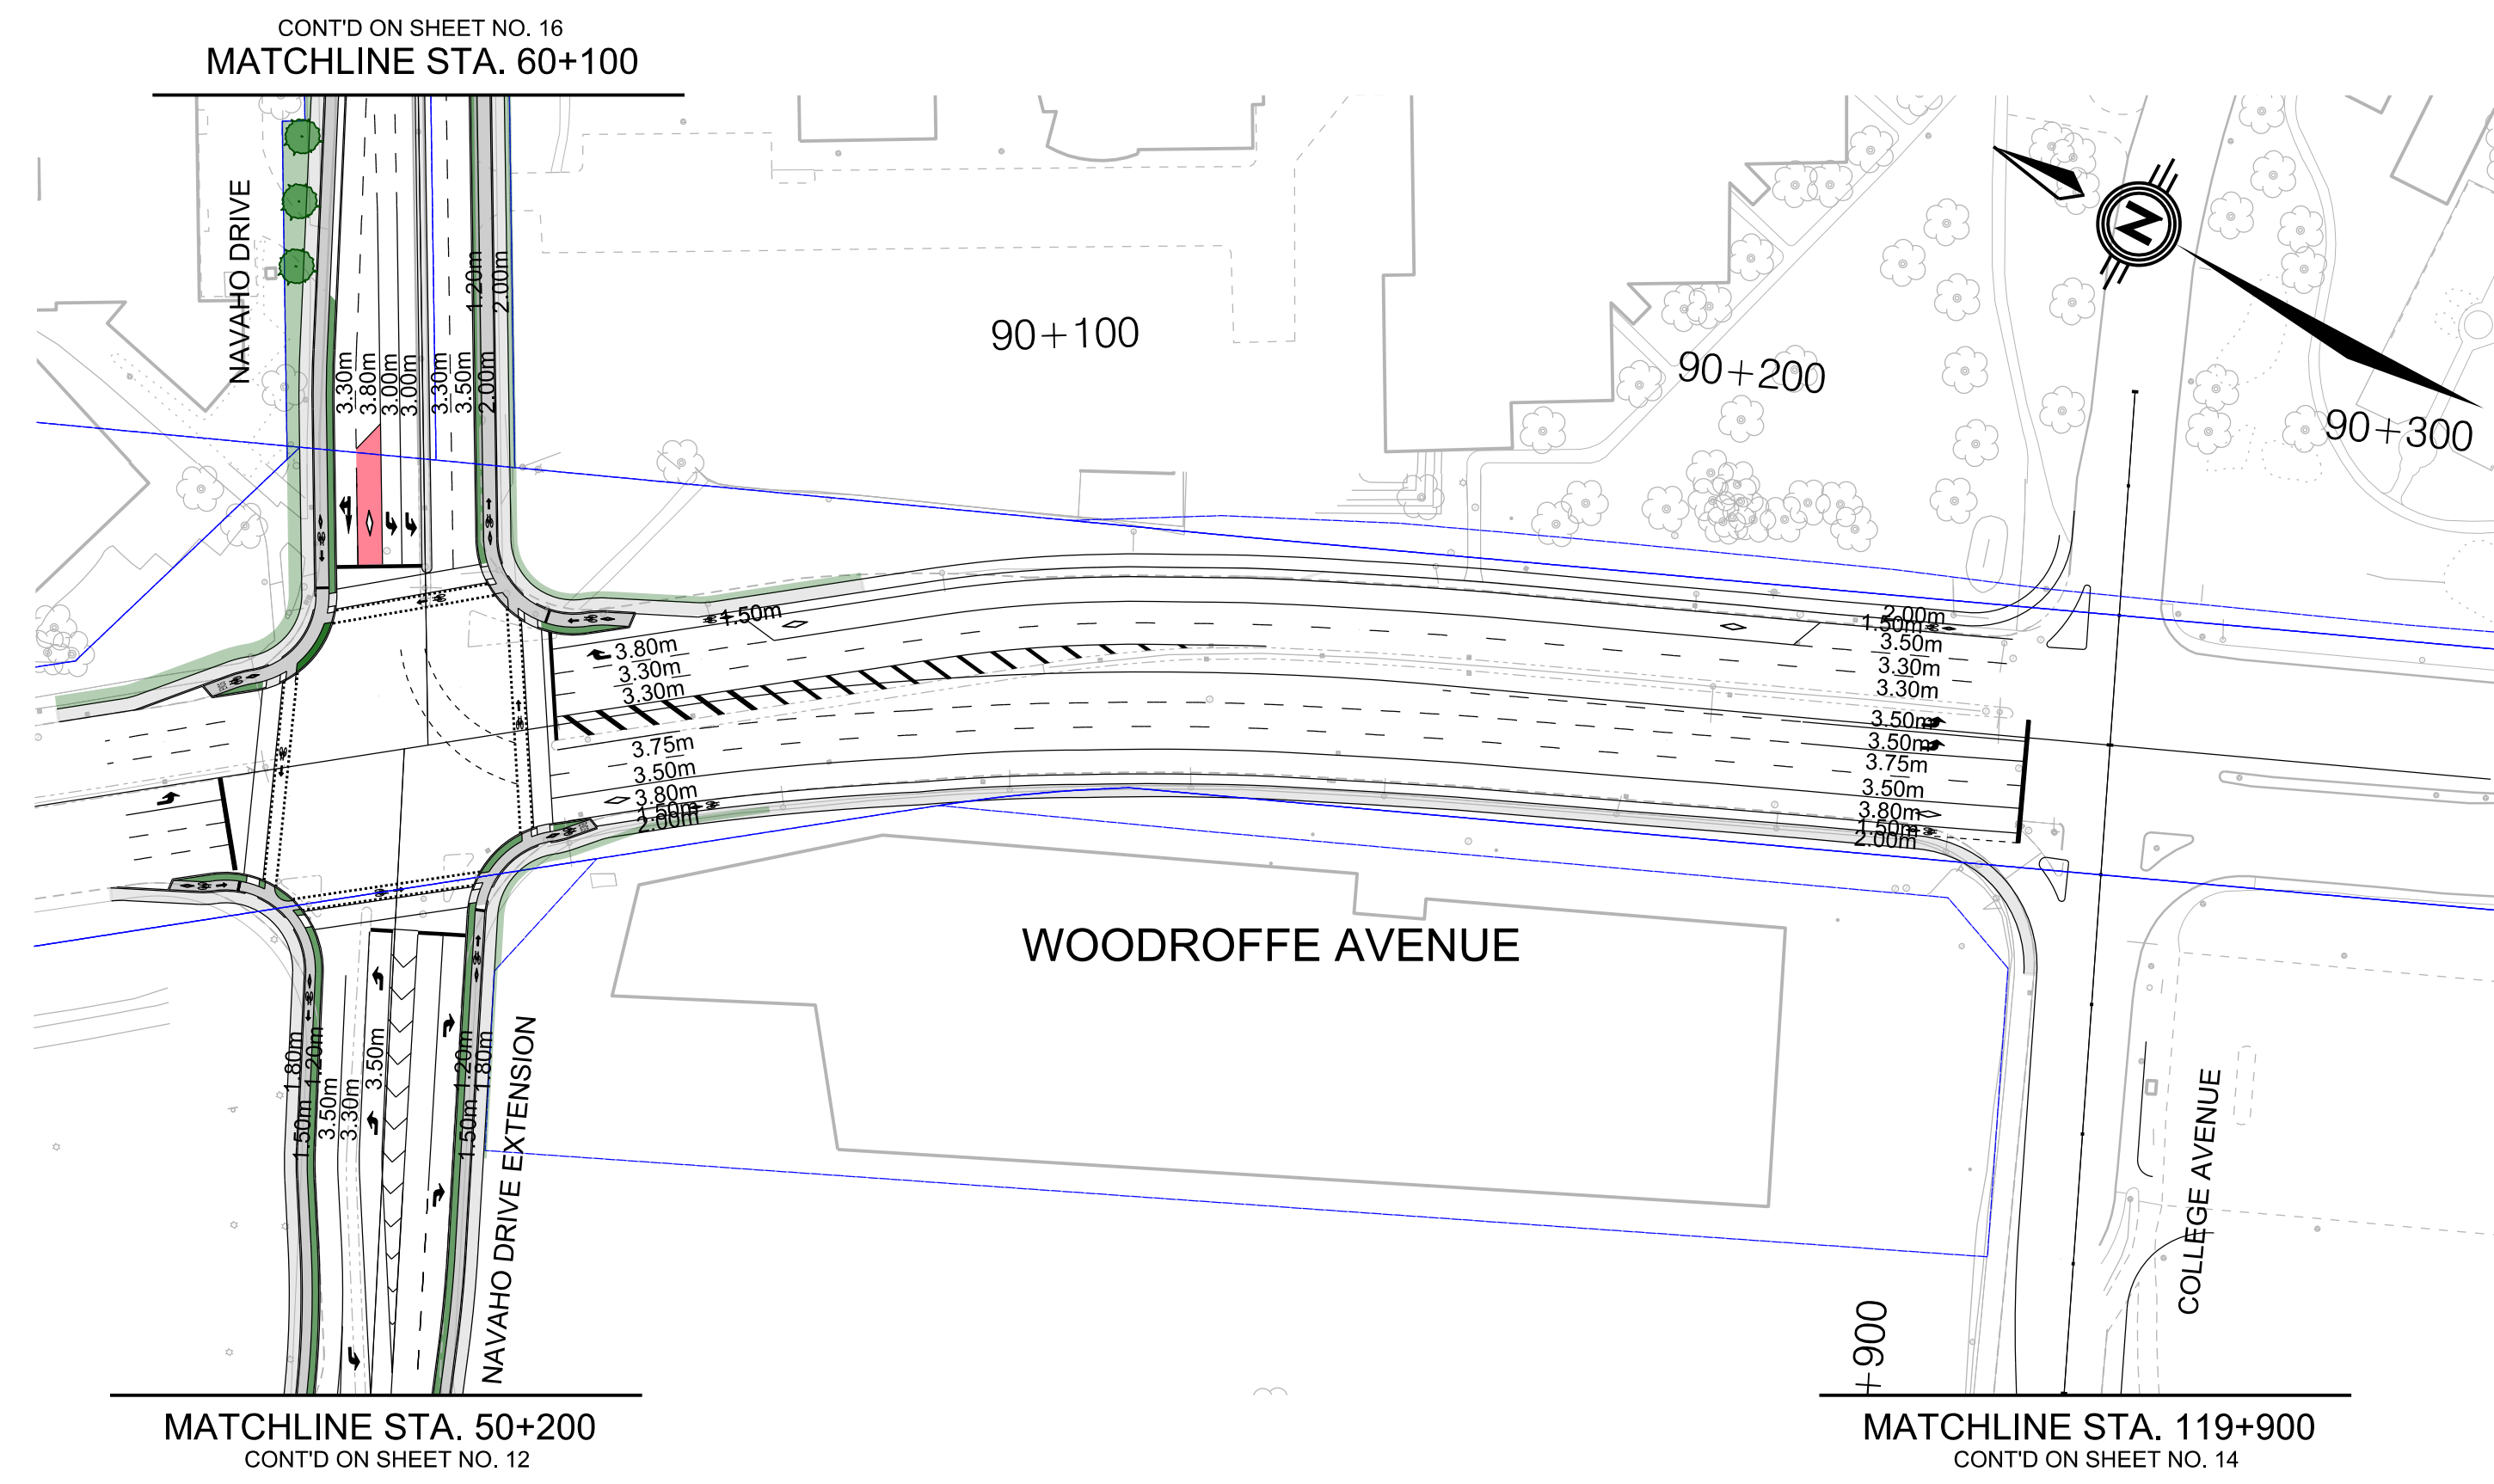 CONT'D ON SHEET NO. 16
MATCHLINE STA. 60+100
NAVAHO DRIVE
1.20m
2.00m
3.30m
3.80m
3.00m
3.00m
3.30m
3.50m
2.00m
90+100
90+200
90+300
N
1.50m
3.80m
3.30m
3.30m
3.75m
3.50m
3.80m
1.50m
2.00m
2.00m
1.50m
3.50m
3.30m
3.30m
3.50m
3.50m
3.75m
3.50m
3.80m
1.50m
2.00m
WOODROFFE AVENUE
1.80m
1.20m
3.50m
1.20m
1.80m
1.50m
3.50m
3.30m
1.50m
NAVAHO DRIVE EXTENSION
COLLEGE AVENUE
+900
MATCHLINE STA. 50+200
CONT'D ON SHEET NO. 12
MATCHLINE STA. 119+900
CONT'D ON SHEET NO. 14